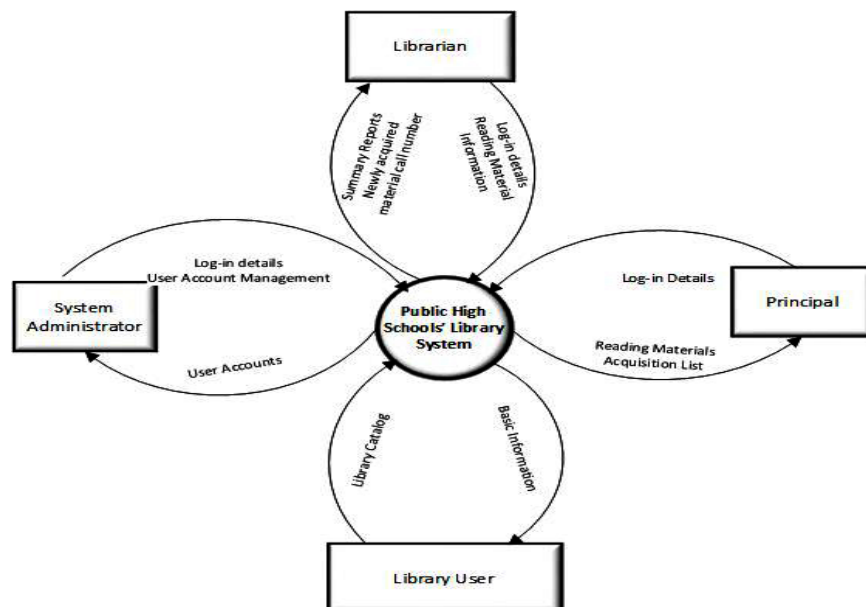 Librarian
Summary Reports
Newly acquired
material call number
Log-in details
Reading Material
Information
Log-in details
User Account Management
Log-in Details
System
Administrator
Public High
Schools' Library
System
Principal
User Accounts
Reading Materials
Acquisition List
Library Catalog
Basic Information
Library User